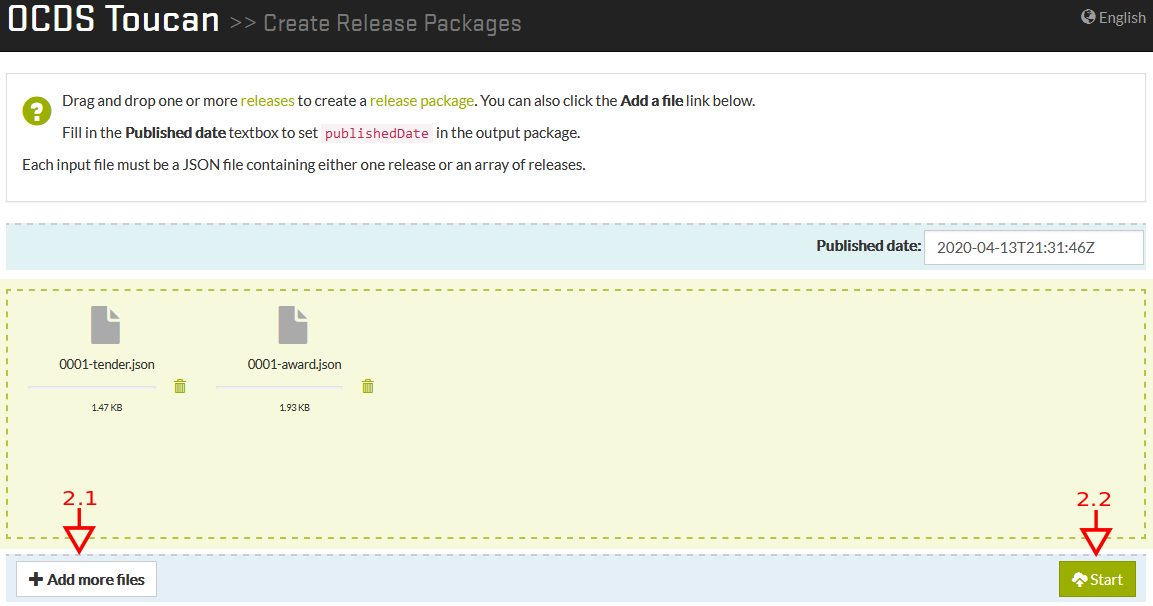 OCDS Toucan >> Create Release Packages English
? Drag and drop one or more releases to create a release package. You can also click the Add a file link below.
Fill in the Published date textbox to set publishedDate in the output package.
Each input file must be a JSON file containing either one release or an array of releases.
Published date: 2020-04-13T21:31:46Z
0001-tender.json 0001-award.json
1.47 KB 1.93 KB
2.1 2.2
+ Add more files Start